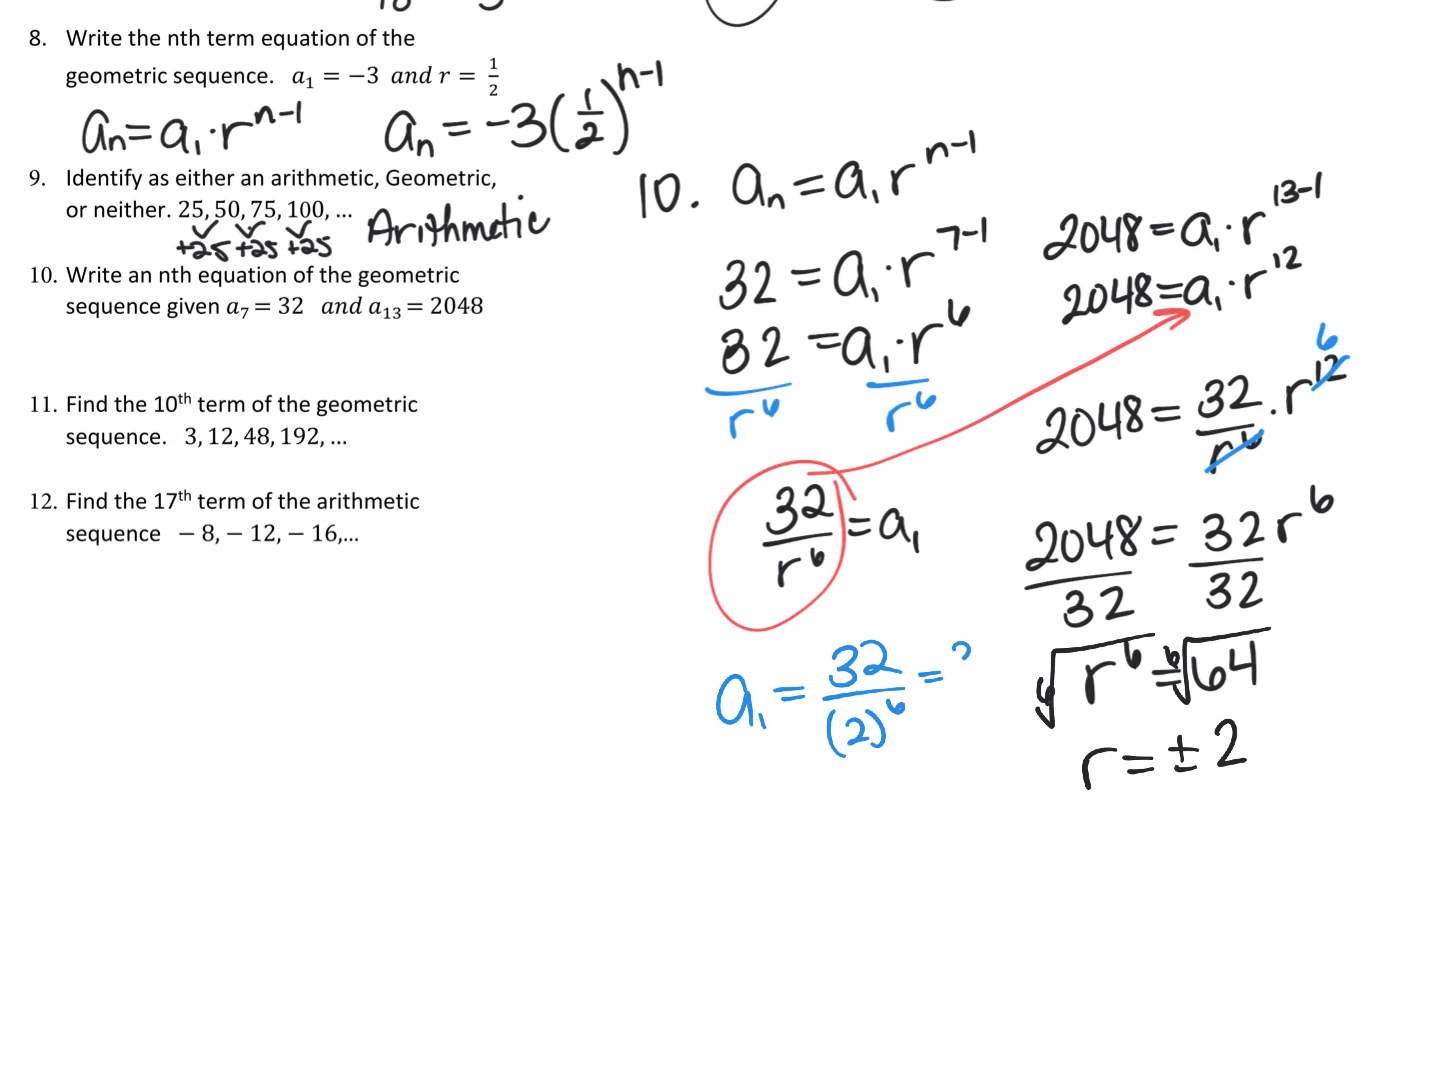 8. Write the nth term equation of the
geometric sequence. a₁ = −3 and r = 1/2
aₙ = a₁ · rⁿ⁻¹ aₙ = −3(1/2)ⁿ⁻¹
9. Identify as either an arithmetic, Geometric,
or neither. 25, 50, 75, 100, ... Arithmetic
+25 +25 +25
10. Write an nth equation of the geometric
sequence given a₇ = 32 and a₁₃ = 2048
11. Find the 10th term of the geometric
sequence. 3, 12, 48, 192, ...
12. Find the 17th term of the arithmetic
sequence − 8, − 12, − 16,...
10. aₙ = a₁ rⁿ⁻¹
32 = a₁ · r⁷⁻¹
32 = a₁ · r⁶
r⁶ r⁶
32/r⁶ = a₁
a₁ = 32/(2)⁶ = ?
2048 = a₁ · r¹³⁻¹
2048 = a₁ · r¹²
6
2048 = 32/r⁶ · r¹²
2048 = 32r⁶
32 32
⁶√r⁶ = ⁶√64
r = ± 2